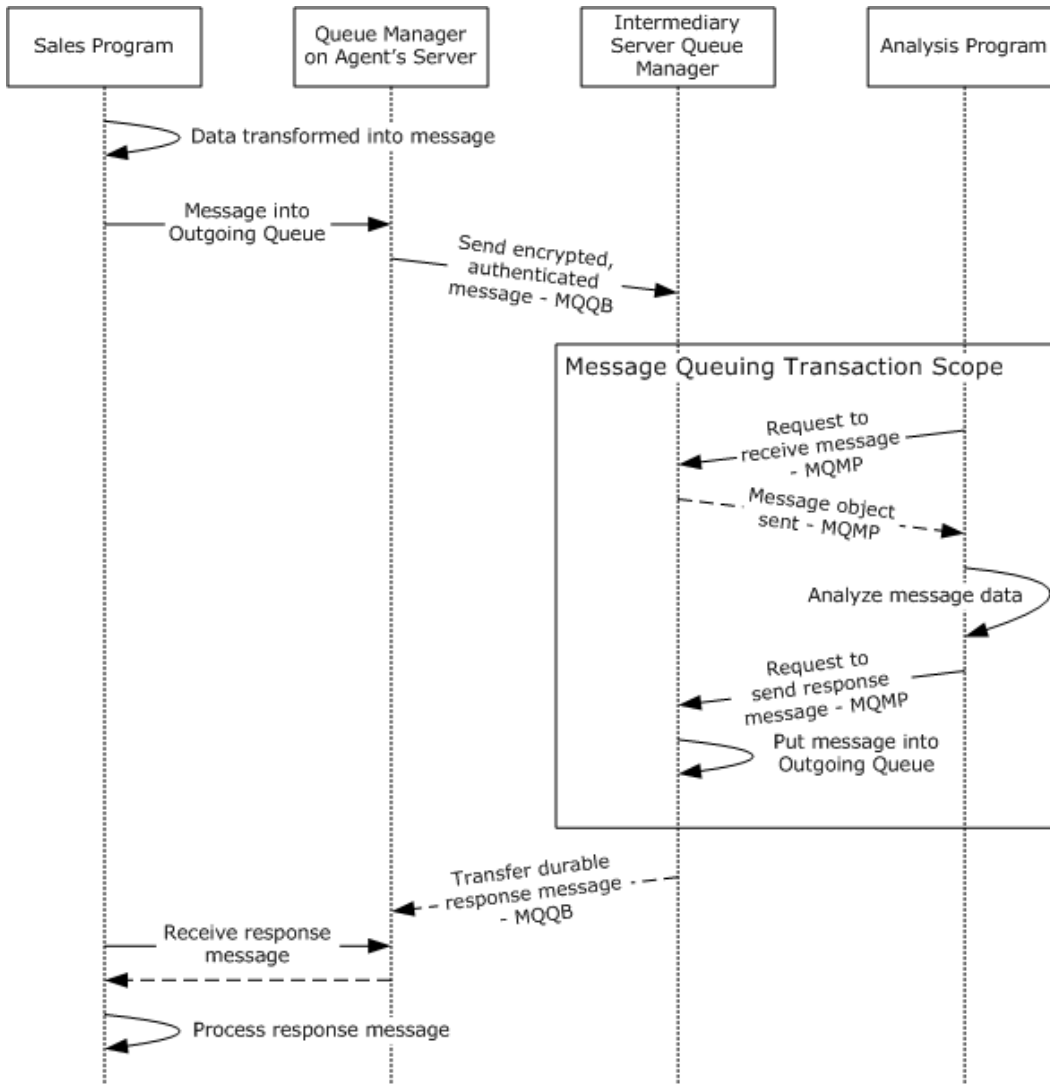 Sales Program
Queue Manager
on Agent's Server
Intermediary
Server Queue
Manager
Analysis Program
Data transformed into message
Message into
Outgoing Queue
Send encrypted,
authenticated
message - MQQB
Message Queuing Transaction Scope
Request to
receive message
- MQMP
Message object
sent - MQMP
Analyze message data
Request to
send response
message - MQMP
Put message into
Outgoing Queue
Transfer durable
response message
- MQQB
Receive response
message
Process response message